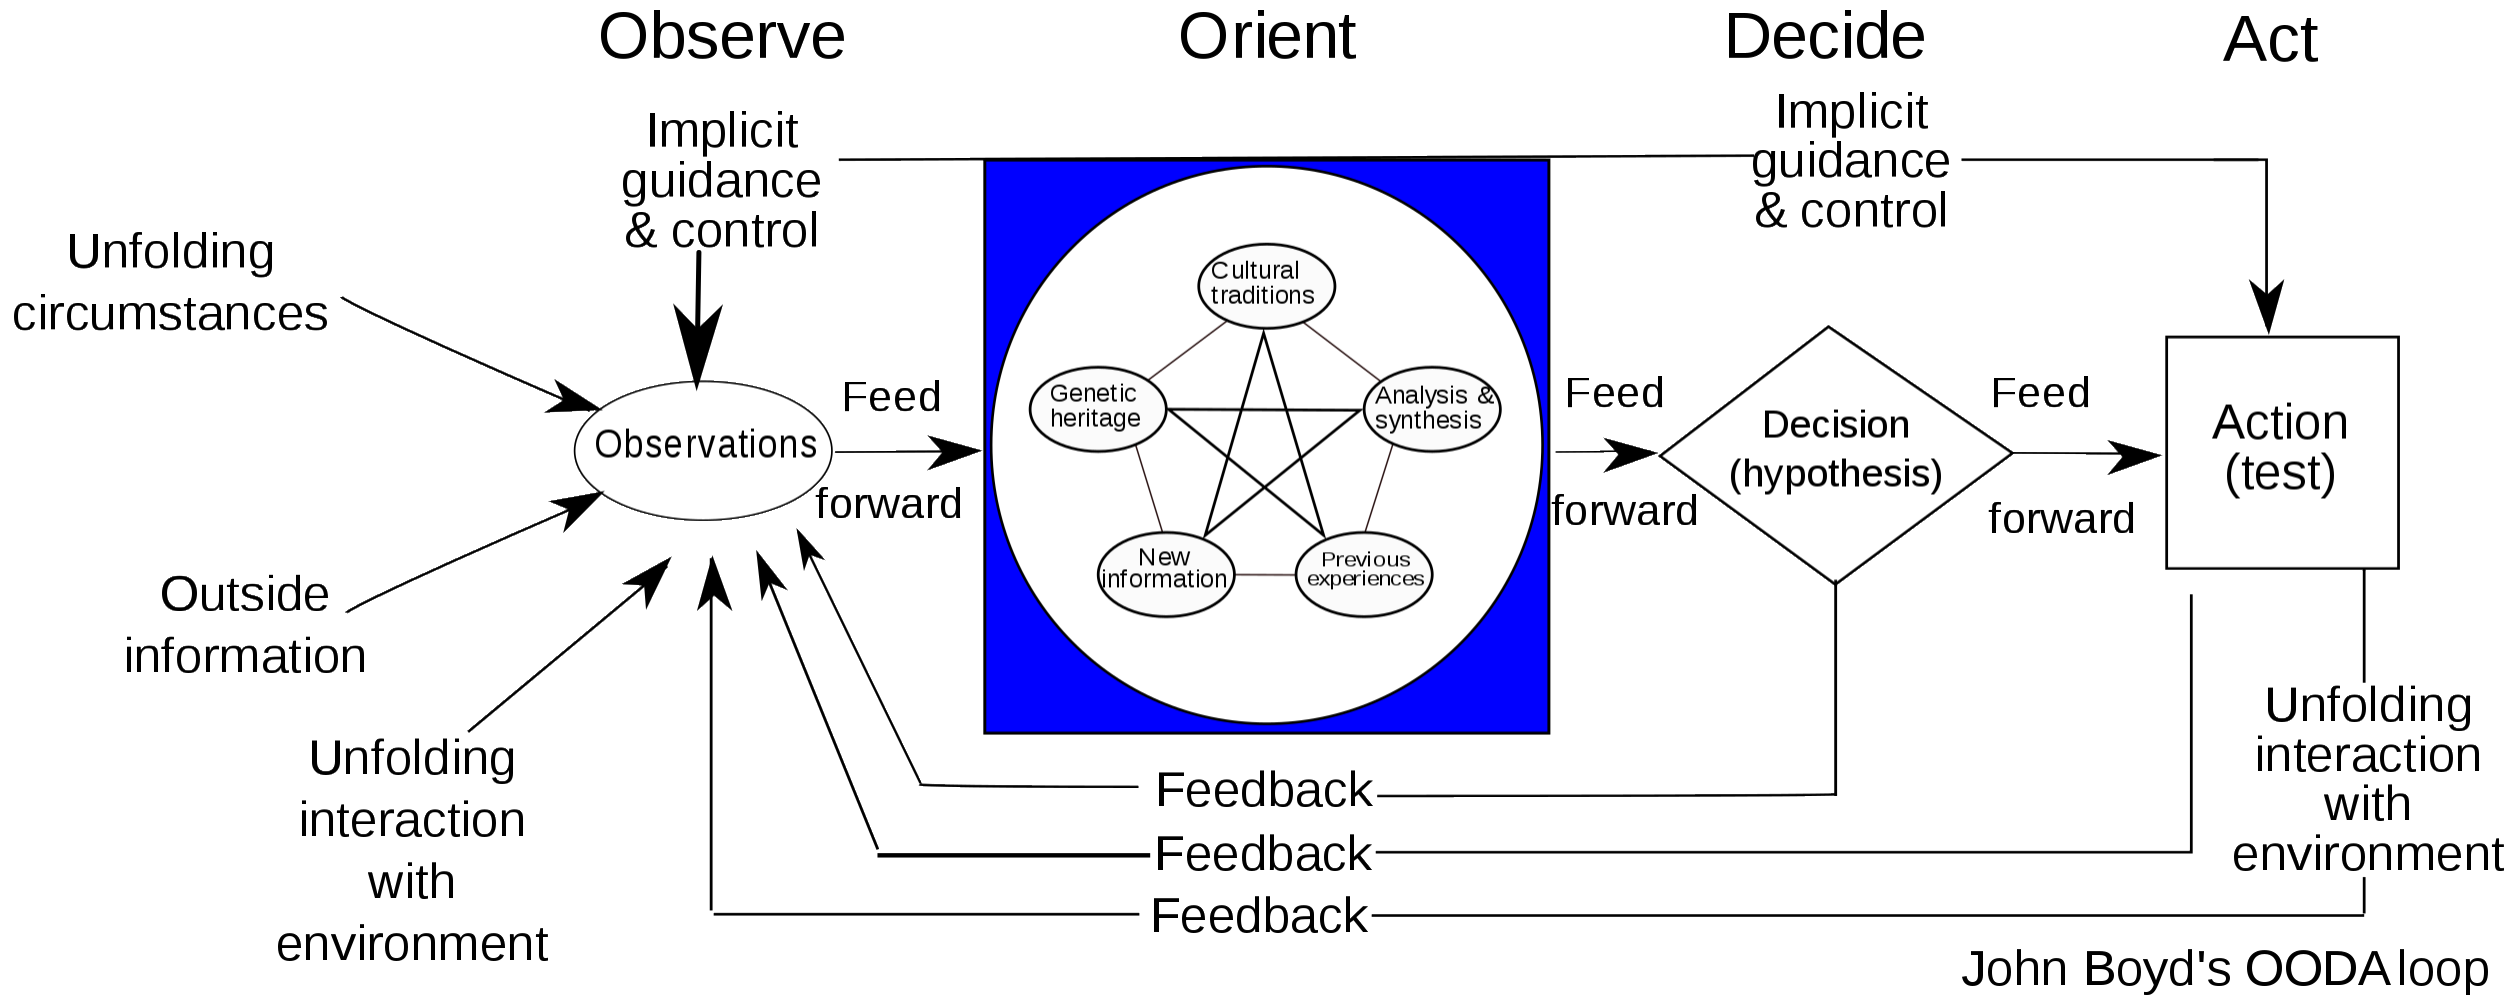 Observe
Orient
Decide
Act
Implicit
guidance
& control
Implicit
guidance
& control
Unfolding
circumstances
Observations
Feed
forward
Cultural
traditions
Genetic
heritage
Analysis &
synthesis
New
information
Previous
experiences
Feed
forward
Decision
(hypothesis)
Feed
forward
Action
(test)
Outside
information
Unfolding
interaction
with
environment
Unfolding
interaction
with
environment
Feedback
Feedback
Feedback
John Boyd's OODA loop